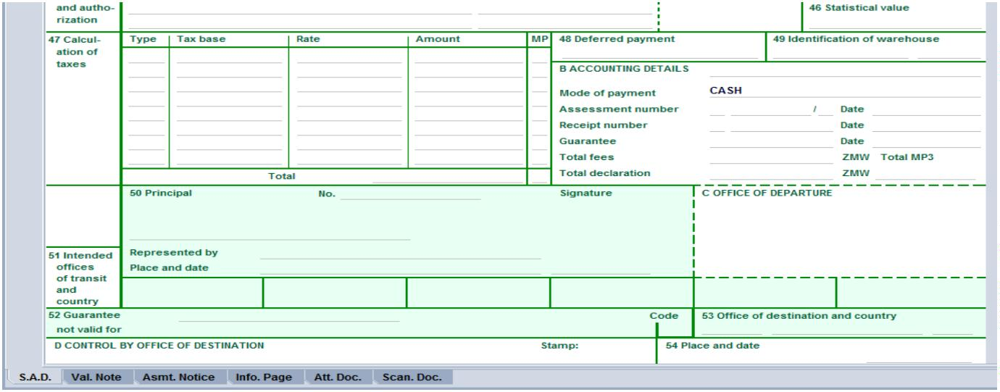 and autho-
rization
46 Statistical value
47 Calcul-
ation of
taxes
Type Tax base Rate Amount MP
48 Deferred payment
49 Identification of warehouse
B ACCOUNTING DETAILS
Mode of payment CASH
Assessment number / Date
Receipt number Date
Guarantee Date
Total fees ZMW Total MP3
Total declaration ZMW
Total
50 Principal No. Signature
C OFFICE OF DEPARTURE
Represented by
Place and date
51 Intended
offices
of transit
and
country
52 Guarantee
not valid for
Code
53 Office of destination and country
D CONTROL BY OFFICE OF DESTINATION Stamp:
54 Place and date
S.A.D. Val. Note Asmt. Notice Info. Page Att. Doc. Scan. Doc.